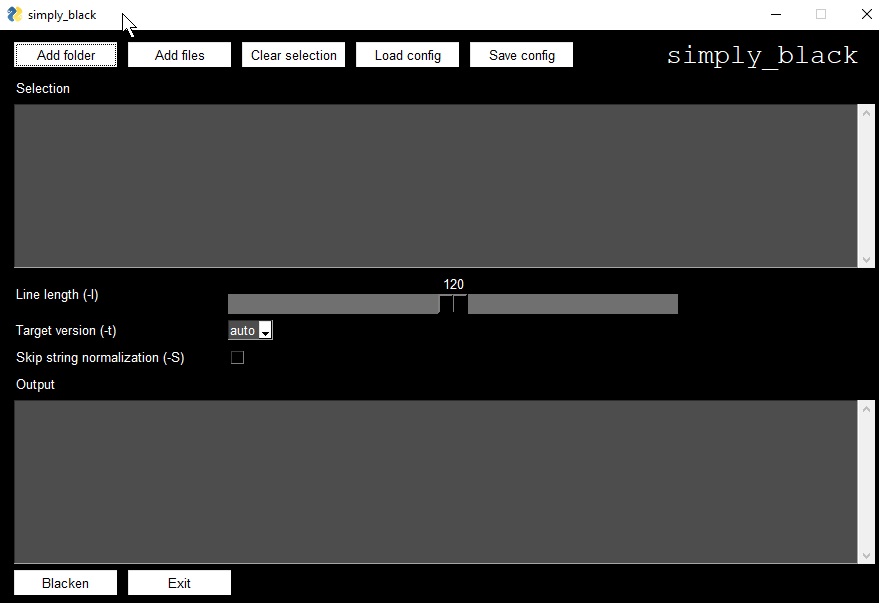 simply_black
Add folder Add files Clear selection Load config Save config simply_black
Selection
120
Line length (-l)
Target version (-t) auto
Skip string normalization (-S)
Output
Blacken Exit